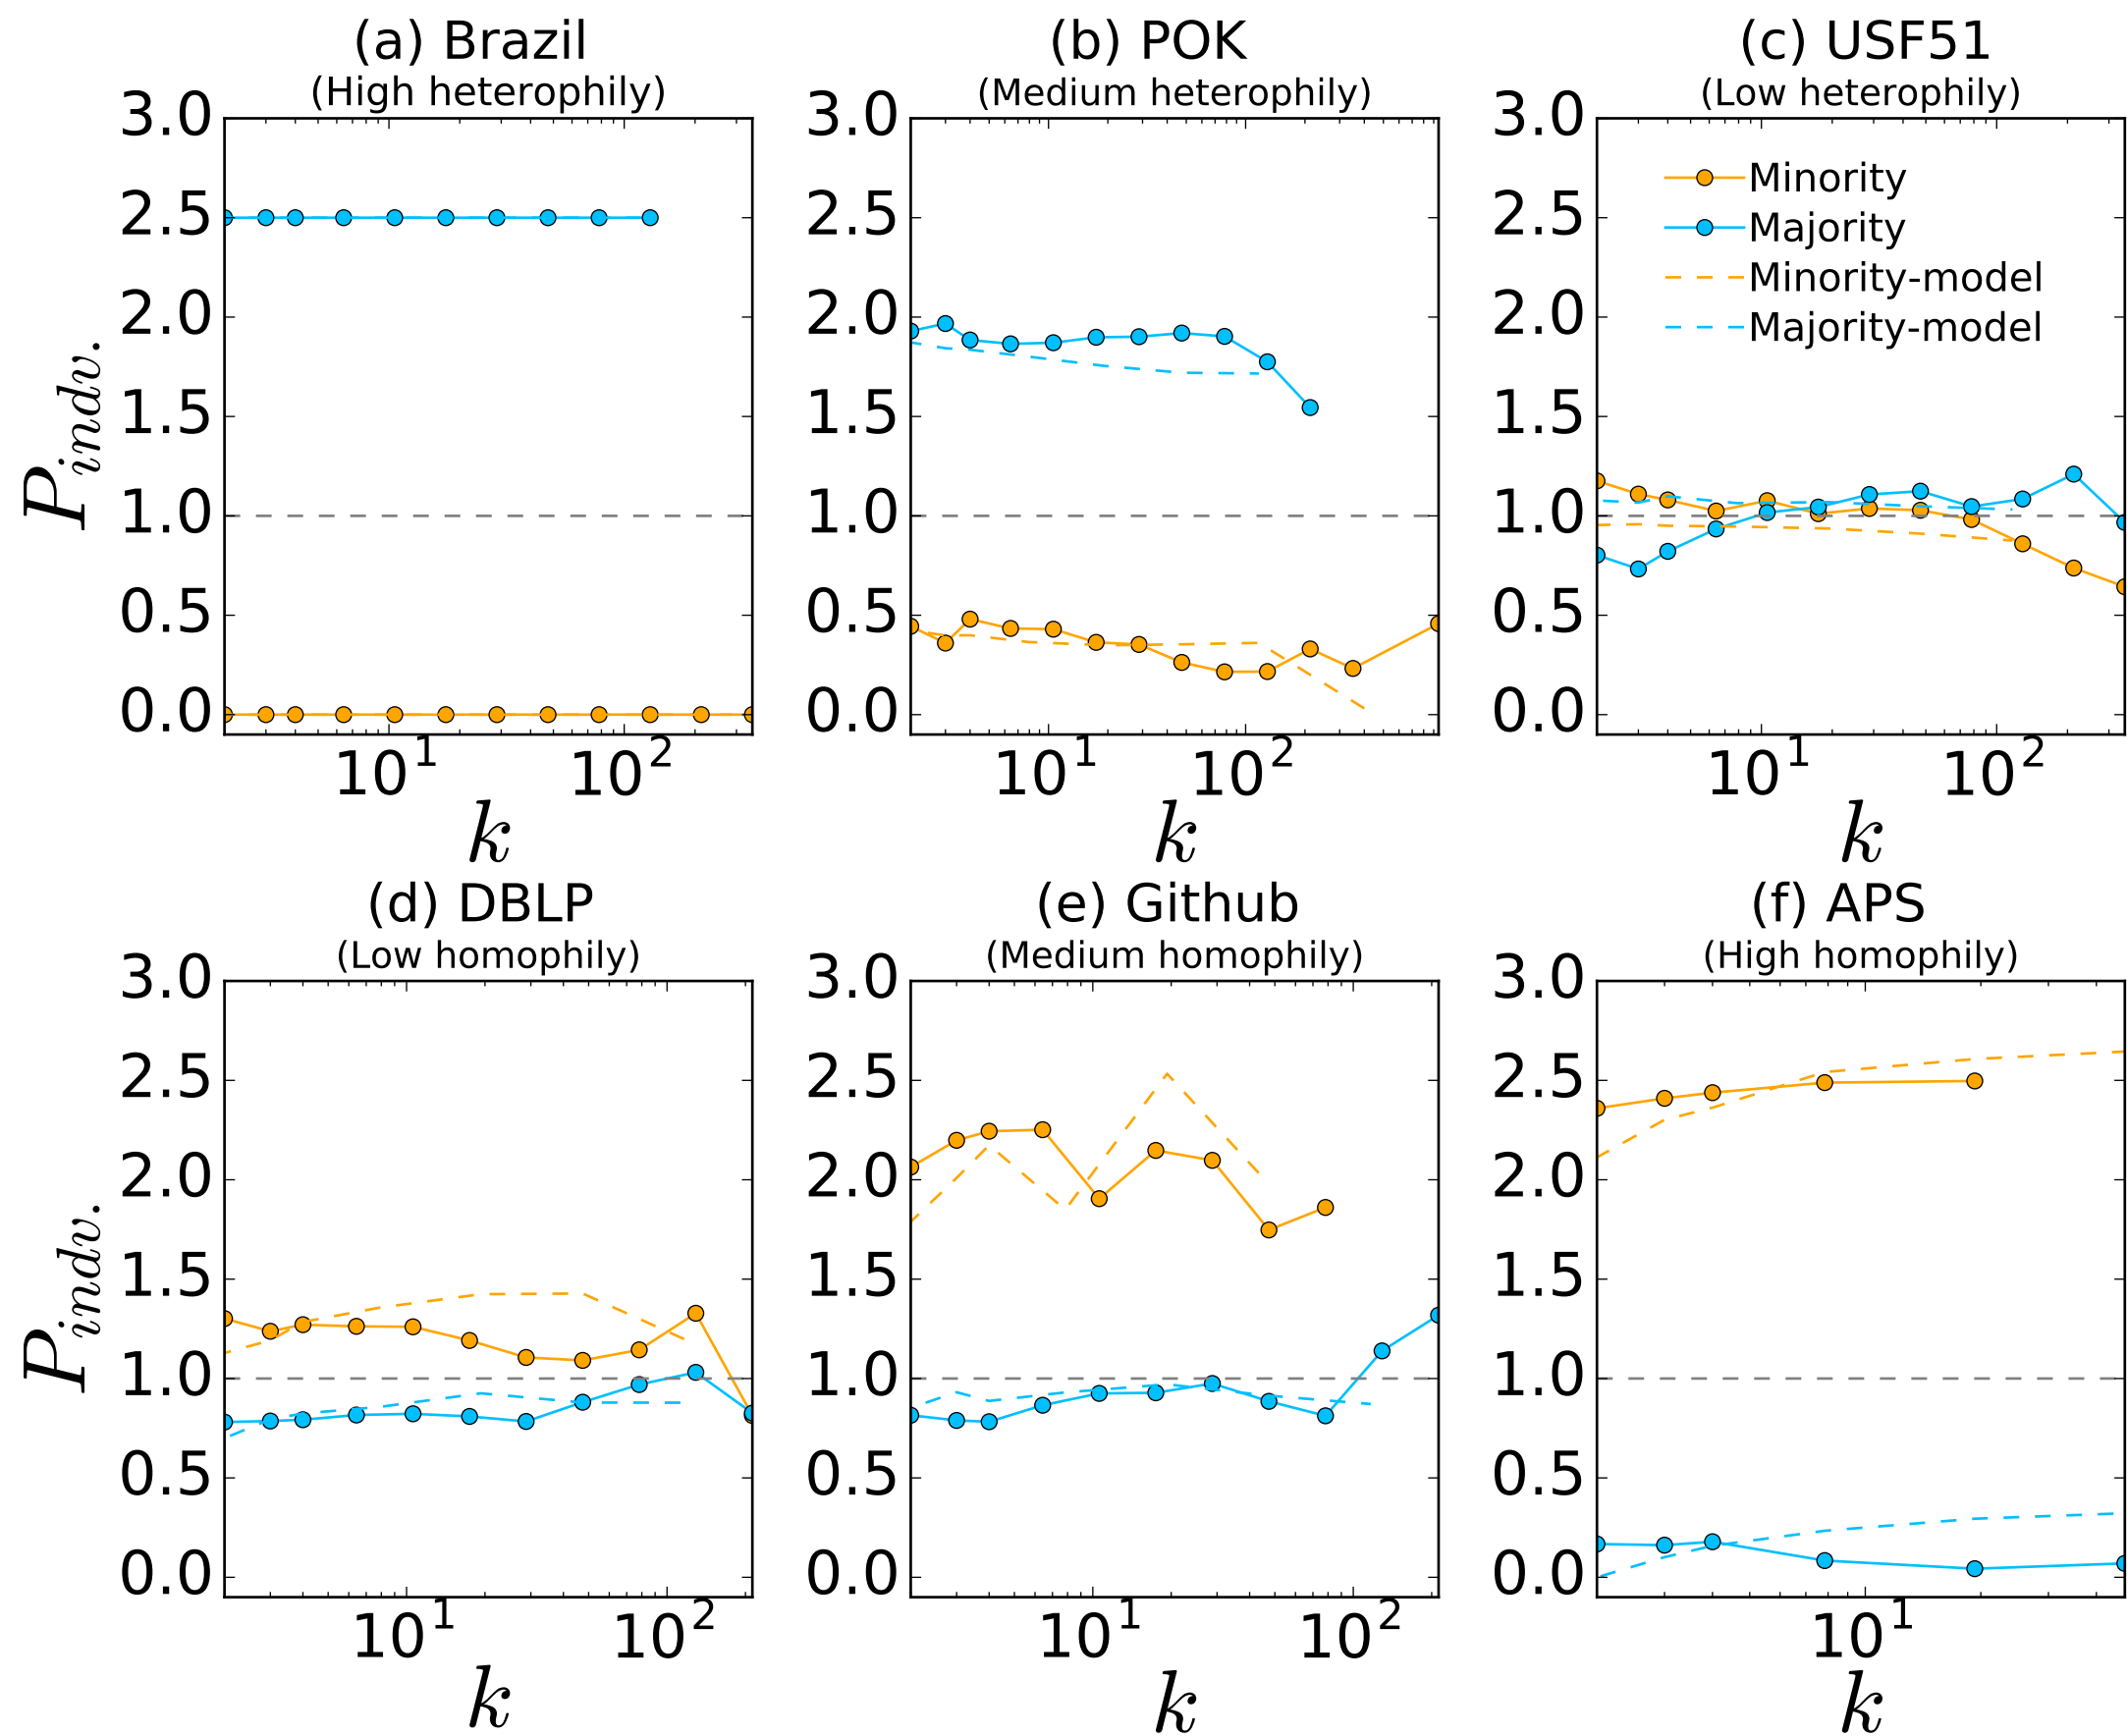 (a) Brazil
(High heterophily)
(b) POK
(Medium heterophily)
(c) USF51
(Low heterophily)
3.0
2.5
2.0
1.5
1.0
0.5
0.0
P_indv.
10^1
10^2
k
3.0
2.5
2.0
1.5
1.0
0.5
0.0
10^1
10^2
k
3.0
2.5
2.0
1.5
1.0
0.5
0.0
Minority
Majority
Minority-model
Majority-model
10^1
10^2
k
(d) DBLP
(Low homophily)
(e) Github
(Medium homophily)
(f) APS
(High homophily)
3.0
2.5
2.0
1.5
1.0
0.5
0.0
P_indv.
10^1
10^2
k
3.0
2.5
2.0
1.5
1.0
0.5
0.0
10^1
10^2
k
3.0
2.5
2.0
1.5
1.0
0.5
0.0
10^1
k